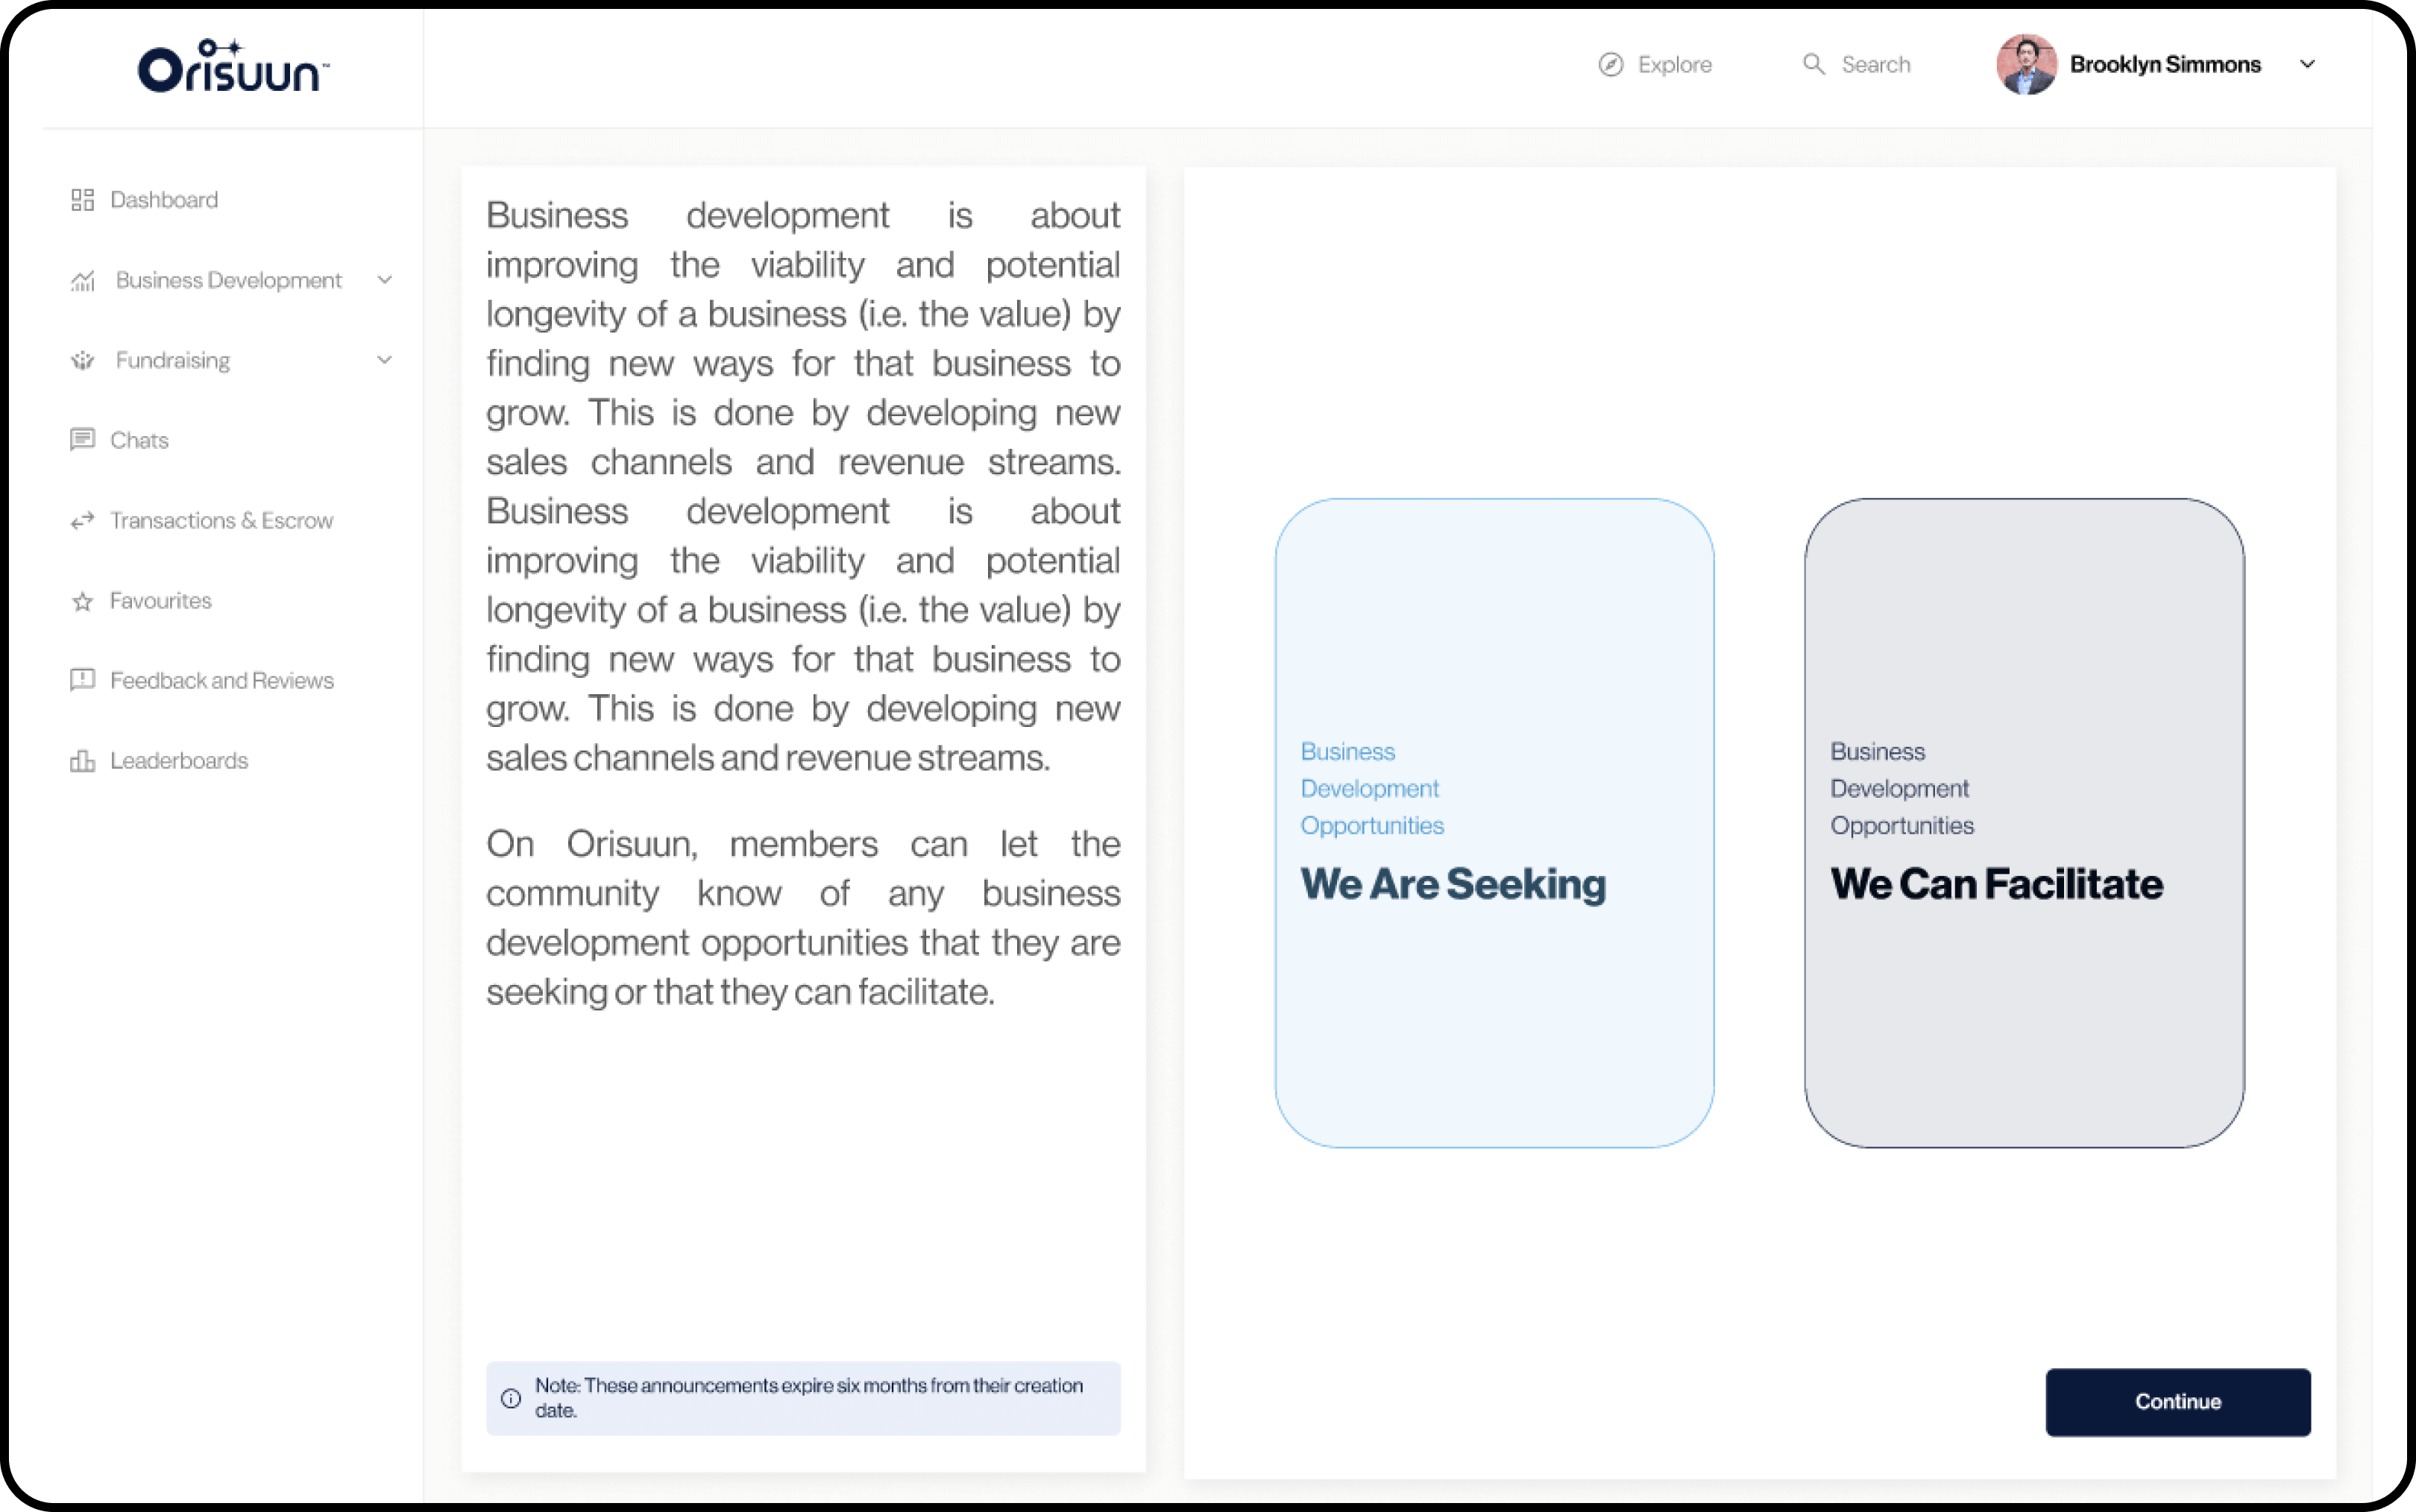 Orisuun™
Explore
Search
Brooklyn Simmons
Dashboard
Business Development
Fundraising
Chats
Transactions & Escrow
Favourites
Feedback and Reviews
Leaderboards
Business development is about
improving the viability and potential
longevity of a business (i.e. the value) by
finding new ways for that business to
grow. This is done by developing new
sales channels and revenue streams.
Business development is about
improving the viability and potential
longevity of a business (i.e. the value) by
finding new ways for that business to
grow. This is done by developing new
sales channels and revenue streams.
On Orisuun, members can let the
community know of any business
development opportunities that they are
seeking or that they can facilitate.
Note: These announcements expire six months from their creation
date.
Business
Development
Opportunities
We Are Seeking
Business
Development
Opportunities
We Can Facilitate
Continue